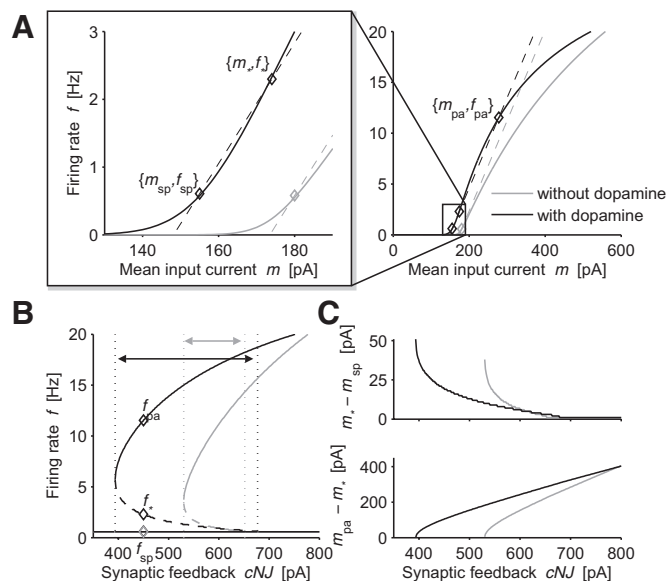 A
3
2
1
0
Firing rate f [Hz]
140
160
180
Mean input current m [pA]
{m*,f*}
{msp,fsp}
20
15
10
5
0
0
200
400
600
Mean input current m [pA]
{mpa,fpa}
without dopamine
with dopamine
B
20
15
10
5
0
Firing rate f [Hz]
fpa
f*
fsp
400
500
600
700
800
Synaptic feedback cNJ [pA]
C
50
25
0
m* − msp [pA]
400
200
0
mpa − m* [pA]
400
500
600
700
800
Synaptic feedback cNJ [pA]